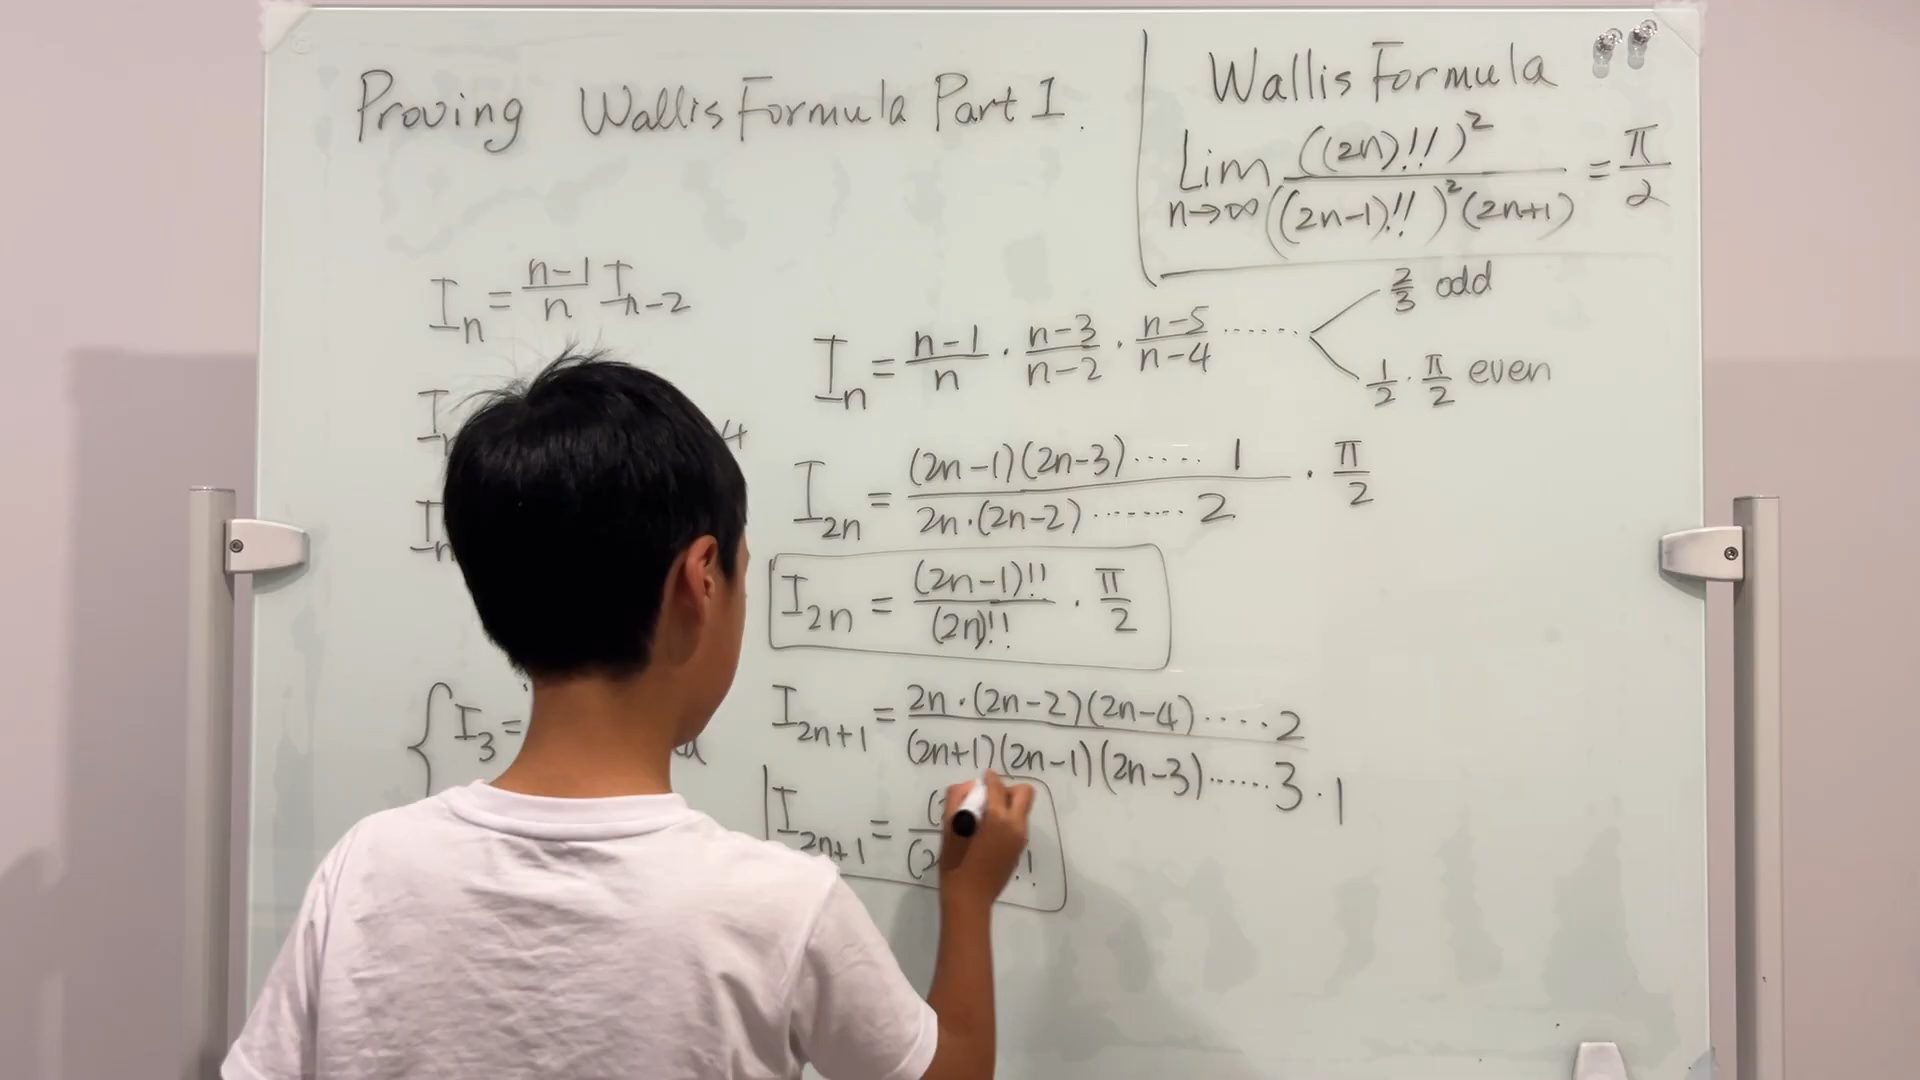 Proving Wallis Formula Part I.
Wallis Formula
Lim n→∞ ((2n)!!)² / ((2n-1)!!)²(2n+1) = π/2
I_n = n-1/n I_n-2
I_n = n-1/n · n-3/n-2 · n-5/n-4 ...... 2/3 odd
1/2 · π/2 even
I_2n = (2n-1)(2n-3)..... 1 / 2n·(2n-2)........ 2 · π/2
I_2n = (2n-1)!!/(2n)!! · π/2
I_3 =
I_2n+1 = 2n·(2n-2)(2n-4)....2 / (2n+1)(2n-1)(2n-3)......3·1
I_2n+1 =